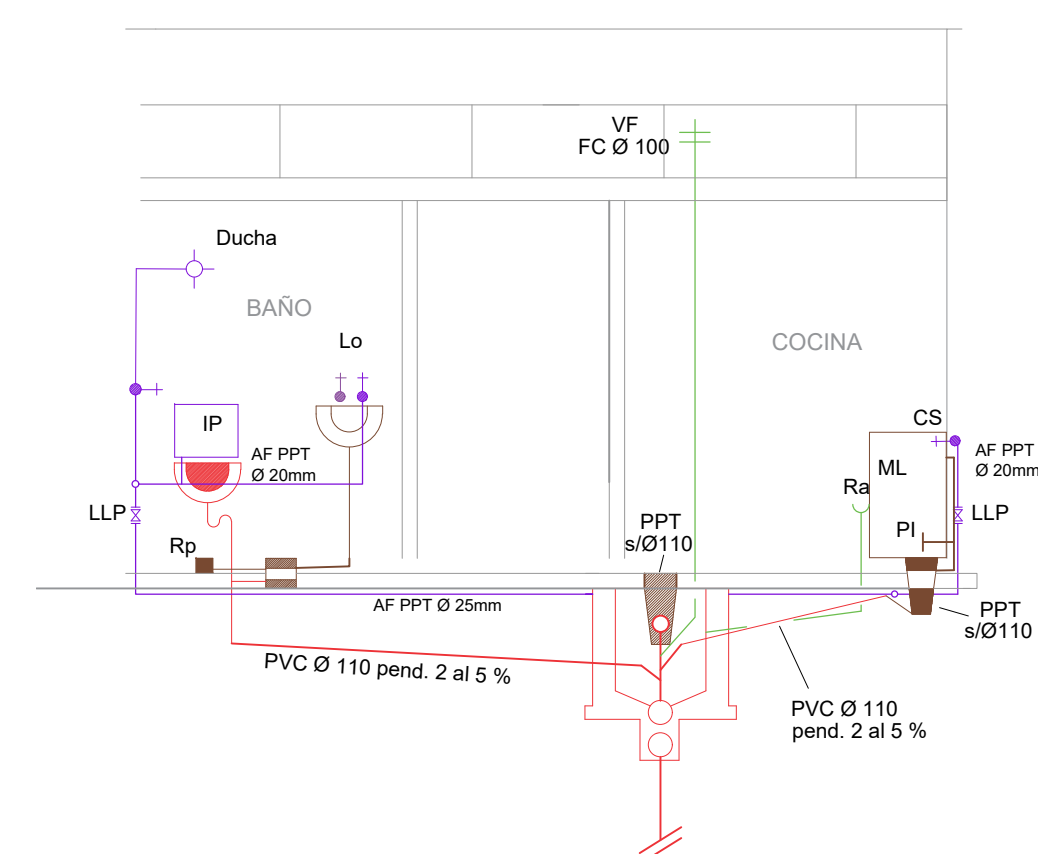 VF
FC Ø 100
Ducha
BAÑO
Lo
COCINA
IP
AF PPT
Ø 20mm
CS
AF PPT
Ø 20mm
ML
Ra
LLP
LLP
PPT
s/Ø110
PI
Rp
AF PPT Ø 25mm
PPT
s/Ø110
PVC Ø 110 pend. 2 al 5 %
PVC Ø 110
pend. 2 al 5 %